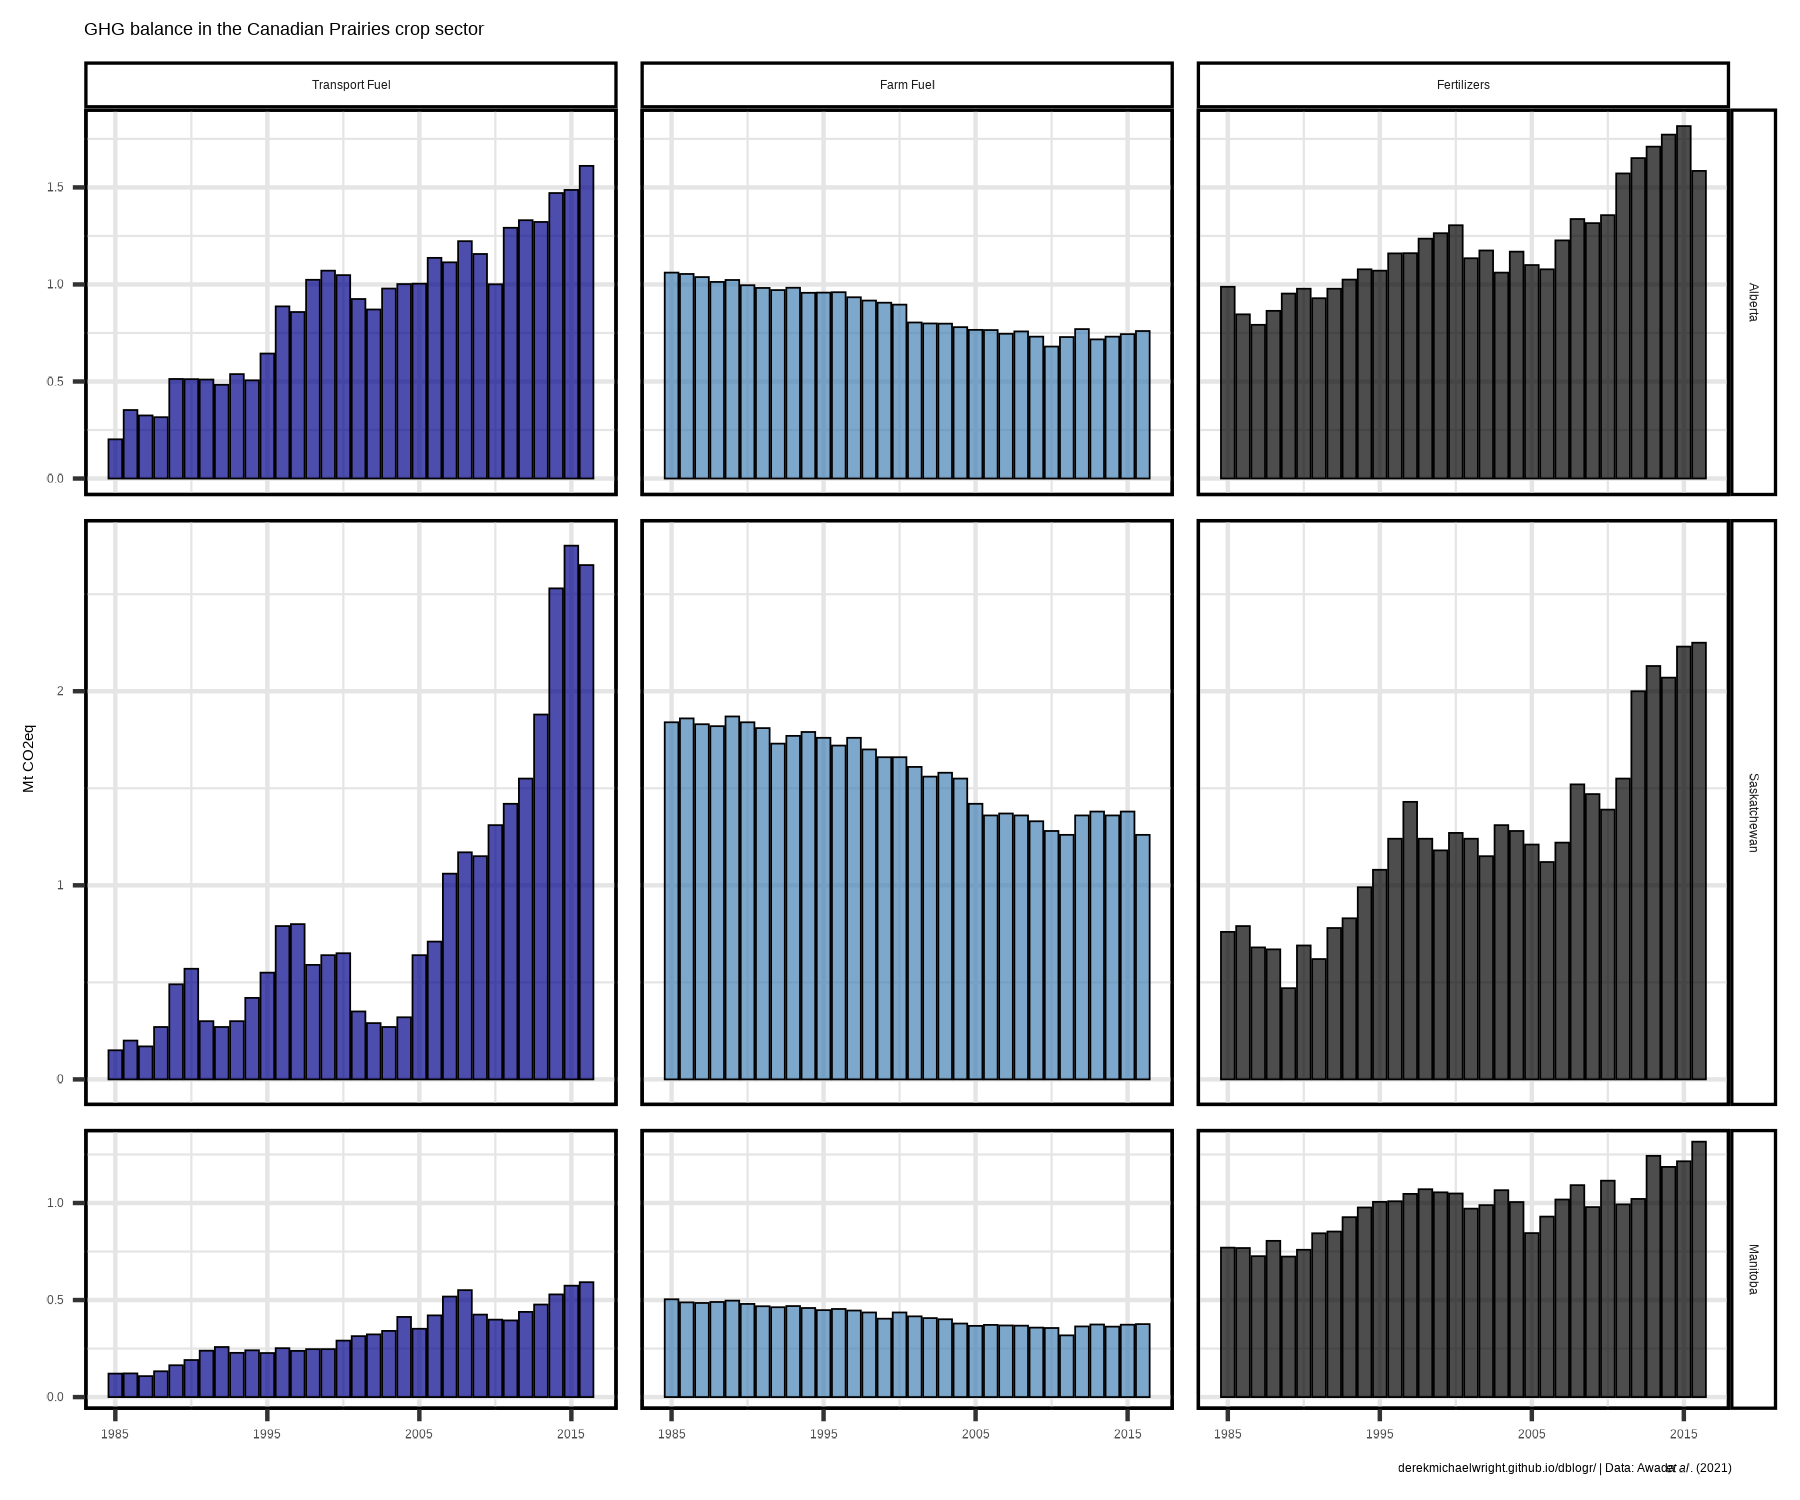 GHG balance in the Canadian Prairies crop sector
Transport Fuel
Farm Fuel
Fertilizers
1.5
1.0
0.5
0.0
Alberta
Mt CO2eq
2
1
0
Saskatchewan
1.0
0.5
0.0
Manitoba
1985 1995 2005 2015
1985 1995 2005 2015
1985 1995 2005 2015
derekmichaelwright.github.io/dblogr/ | Data: Awada et al. (2021)